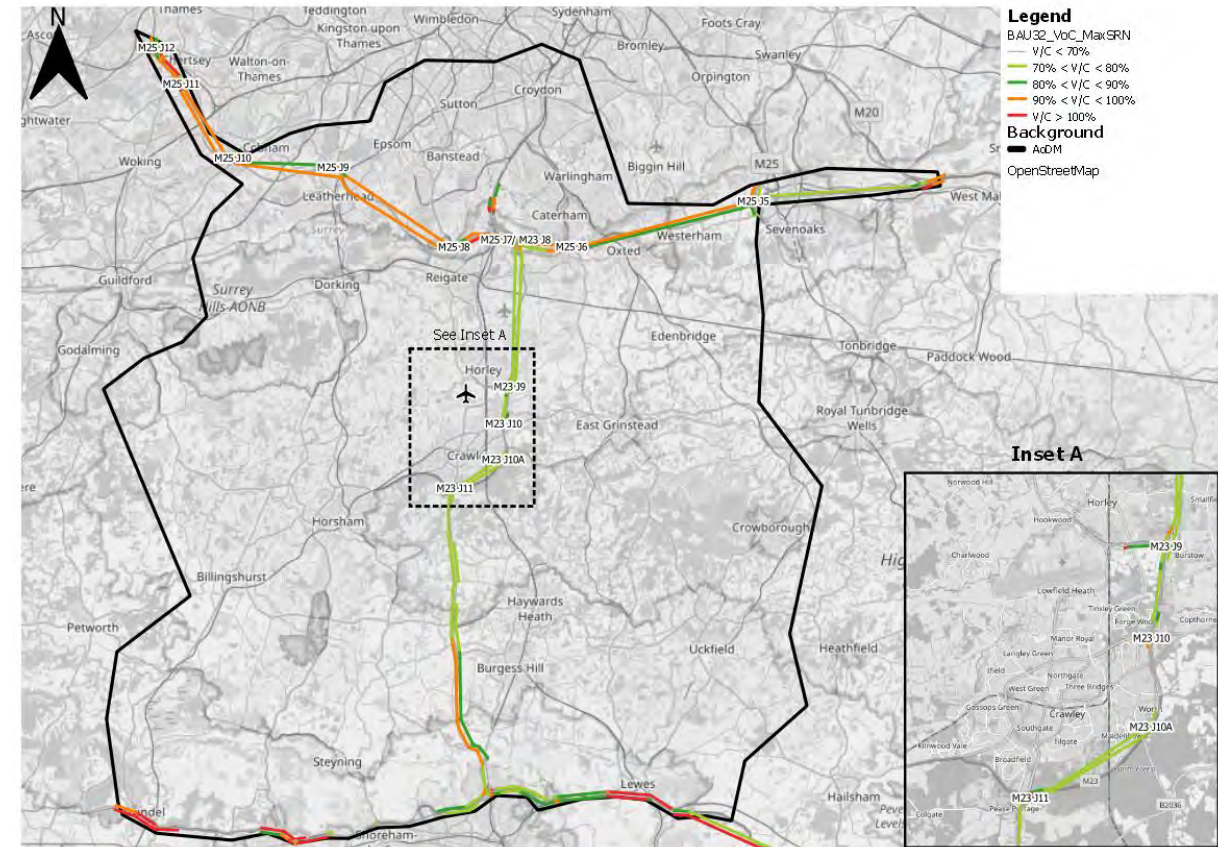 N
Thames
Teddington
Kingston upon
Thames
Wimbledon
Sydenham
Foots Cray
Bromley
Swanley
Orpington
M20
M25 J12
Walton-on-
Thames
M25 J11
Sutton
Croydon
Woking
M25 J10
Cobham
Epsom
Banstead
Warlingham
Biggin Hill
M25
M25 J9
Leatherhead
Caterham
M25 J5
West Mal
Sevenoaks
Surrey
M25 J8
M25 J7/ M23 J8
M25 J6
Oxted
Westerham
Guildford
Dorking
Reigate
Surrey
Hills AONB
Godalming
See Inset A
Edenbridge
Tonbridge
Paddock Wood
Horley
M23 J9
M23 J10
East Grinstead
Royal Tunbridge
Wells
M23 J10A
M23 J11
Horsham
Crowborough
Billingshurst
Haywards
Heath
Petworth
Uckfield
Heathfield
Burgess Hill
Steyning
Lewes
Hailsham
Shoreham-
Legend
BAU32_VoC_MaxSRN
V/C < 70%
70% < V/C < 80%
80% < V/C < 90%
90% < V/C < 100%
V/C > 100%
Background
AoDM
OpenStreetMap
Inset A
Norwood Hill
Horley
Hookwood
M23 J9
Burstow
Charlwood
Lowfield Heath
Tinsley Green
Forge Wood
Copthorne
Manor Royal
M23 J10
Langley Green
Ifield
Northgate
West Green
Three Bridges
Gossops Green
Crawley
Worth
Southgate
M23 J10A
Tilgate
Broadfield
M23
M23 J11
Pease Pottage
B2036
Colgate